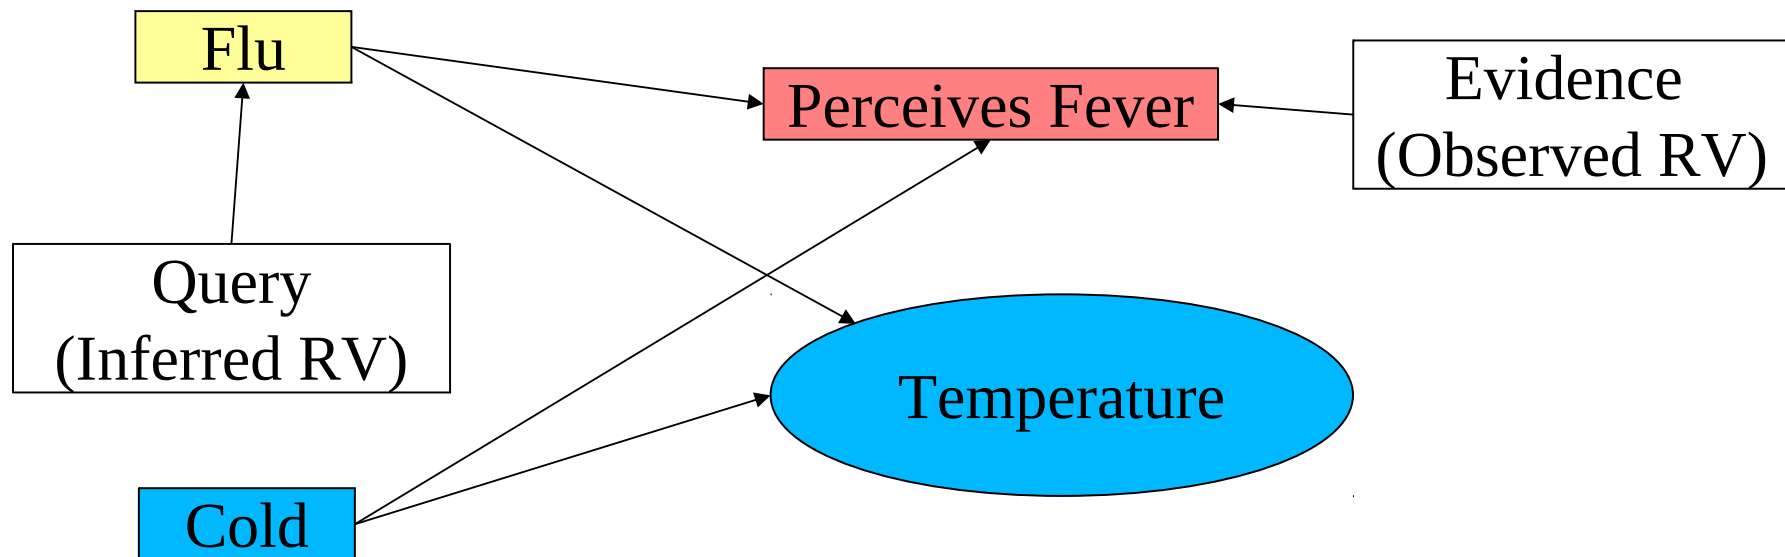 Flu
Perceives Fever
Evidence
(Observed RV)
Query
(Inferred RV)
Temperature
Cold